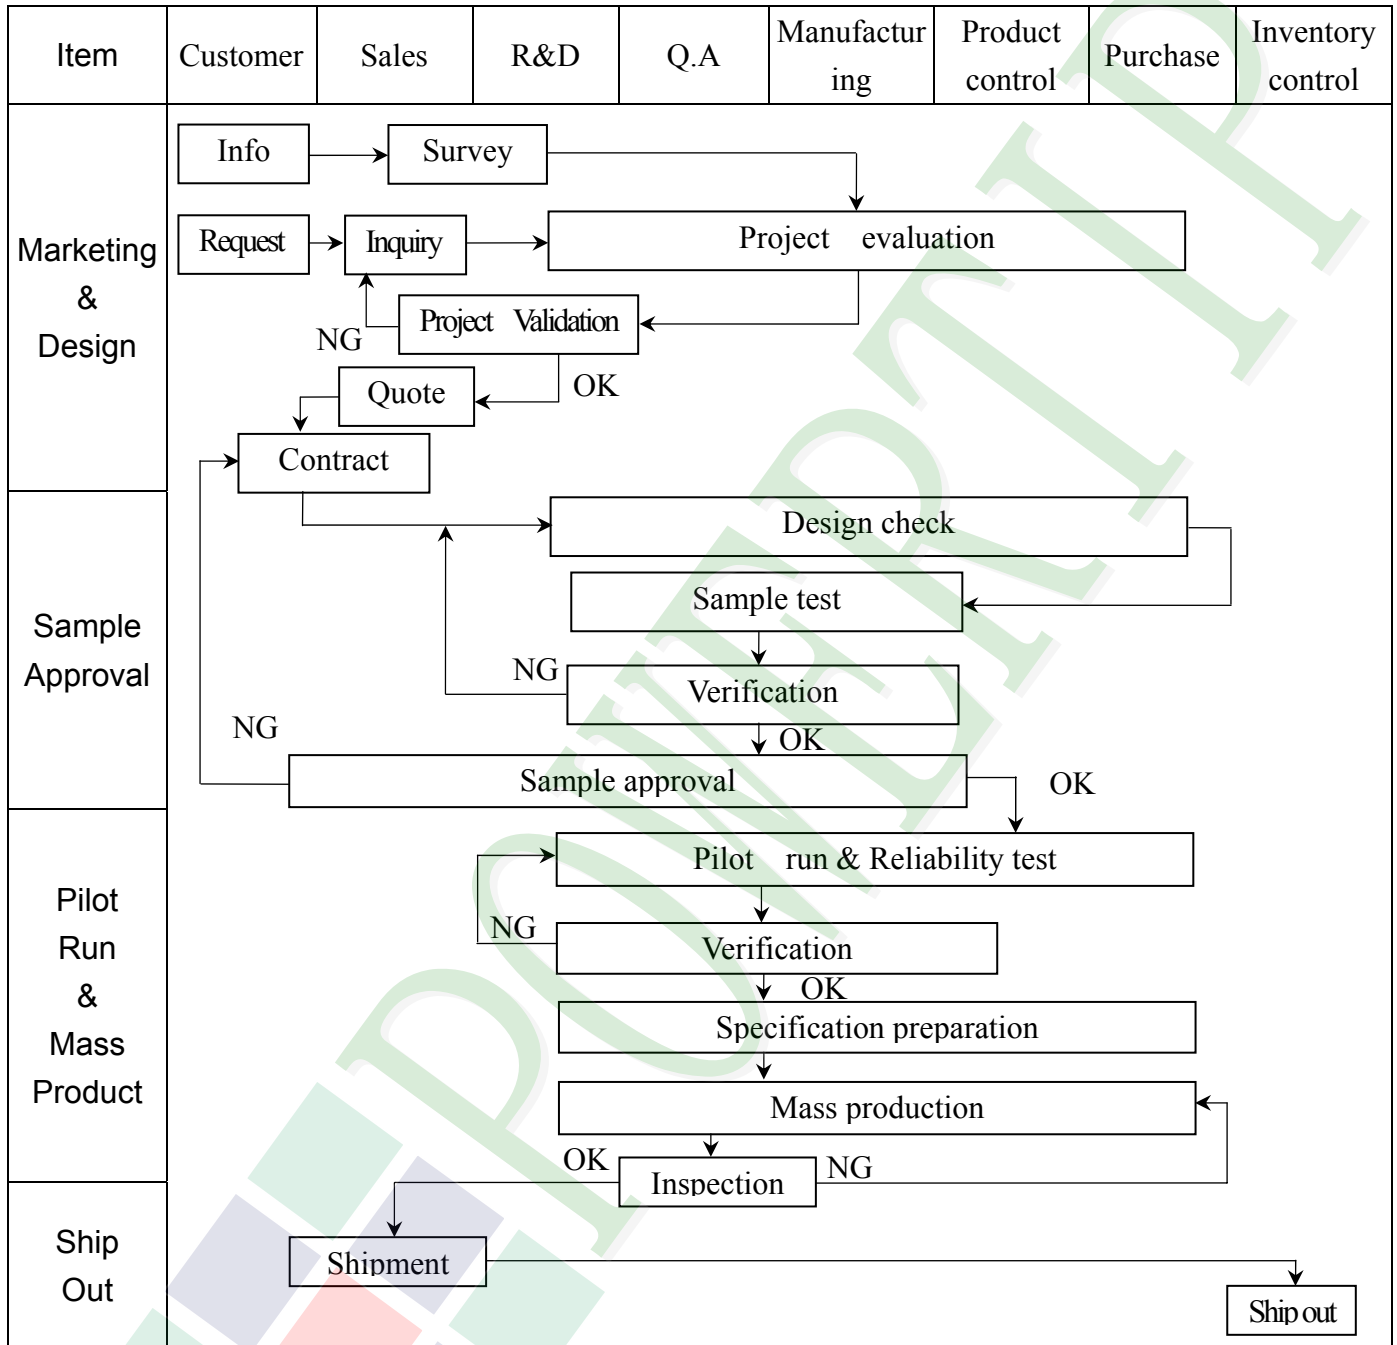 Item
Customer
Sales
R&D
Q.A
Manufactur
ing
Product
control
Purchase
Inventory
control
Marketing
&
Design
Info
Survey
Request
Inquiry
Project evaluation
Project Validation
NG
OK
Quote
Contract
Sample
Approval
Design check
Sample test
NG
Verification
NG
OK
Sample approval
OK
Pilot
Run
&
Mass
Product
Pilot run & Reliability test
NG
Verification
OK
Specification preparation
Mass production
OK
Inspection
NG
Ship
Out
Shipment
Ship out
POWERTIP